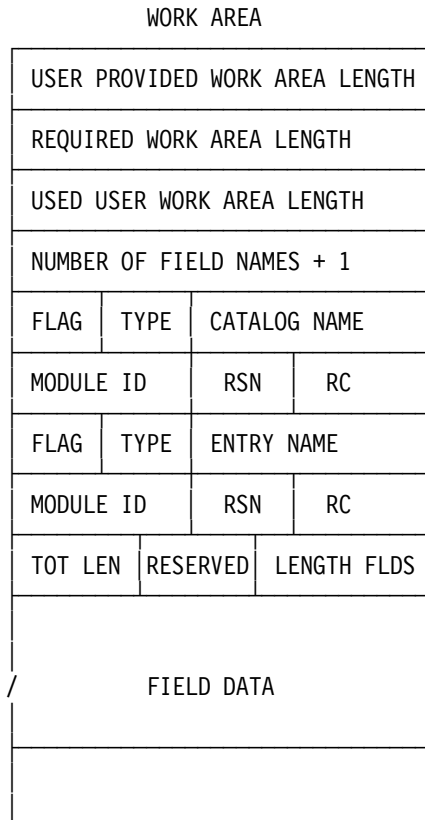 WORK AREA
USER PROVIDED WORK AREA LENGTH
REQUIRED WORK AREA LENGTH
USED USER WORK AREA LENGTH
NUMBER OF FIELD NAMES + 1
FLAG TYPE CATALOG NAME
MODULE ID RSN RC
FLAG TYPE ENTRY NAME
MODULE ID RSN RC
TOT LEN RESERVED LENGTH FLDS
/ FIELD DATA